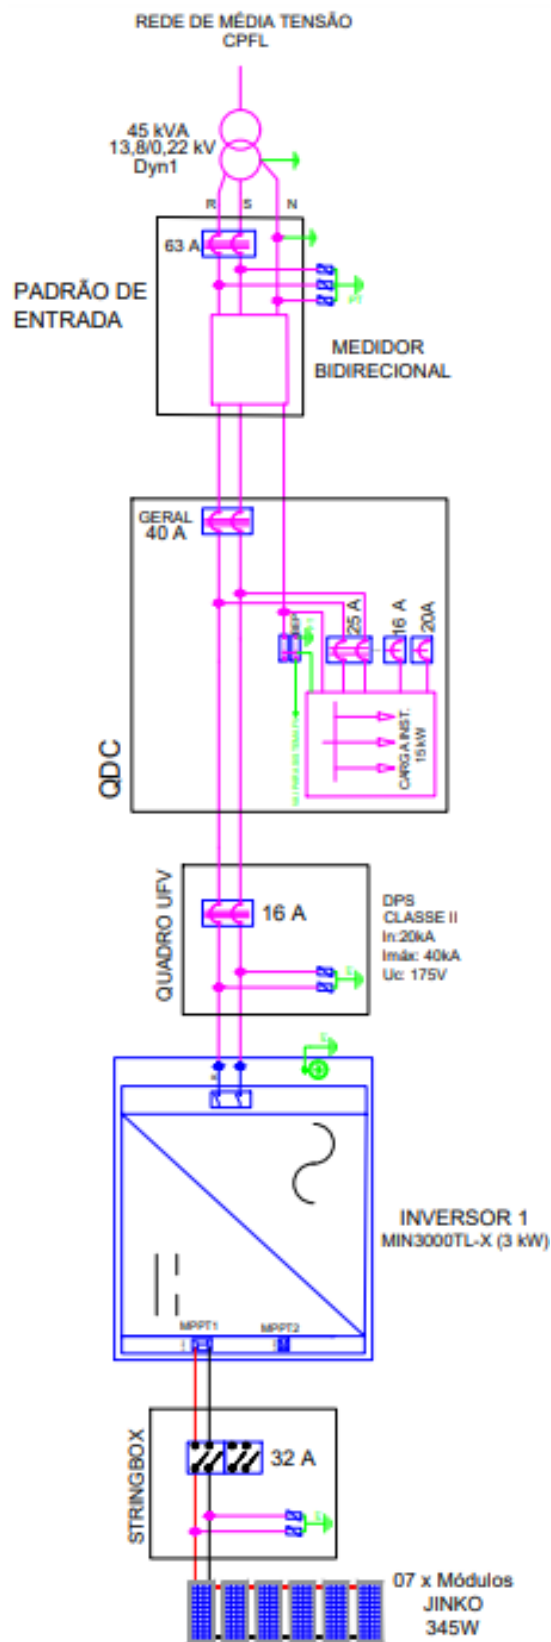 REDE DE MÉDIA TENSÃO
CPFL
45 kVA
13,8/0,22 kV
Dyn1
R S N
63 A
PADRÃO DE
ENTRADA
MEDIDOR
BIDIRECIONAL
GERAL
40 A
BEP
25 A
16 A
20A
CARGA INST.
15 kW
QDC
QUADRO UFV
16 A
DPS
CLASSE II
In:20kA
Imáx: 40kA
Uc: 175V
INVERSOR 1
MIN3000TL-X (3 kW)
MPPT1
MPPT2
STRINGBOX
32 A
07 x Módulos
JINKO
345W